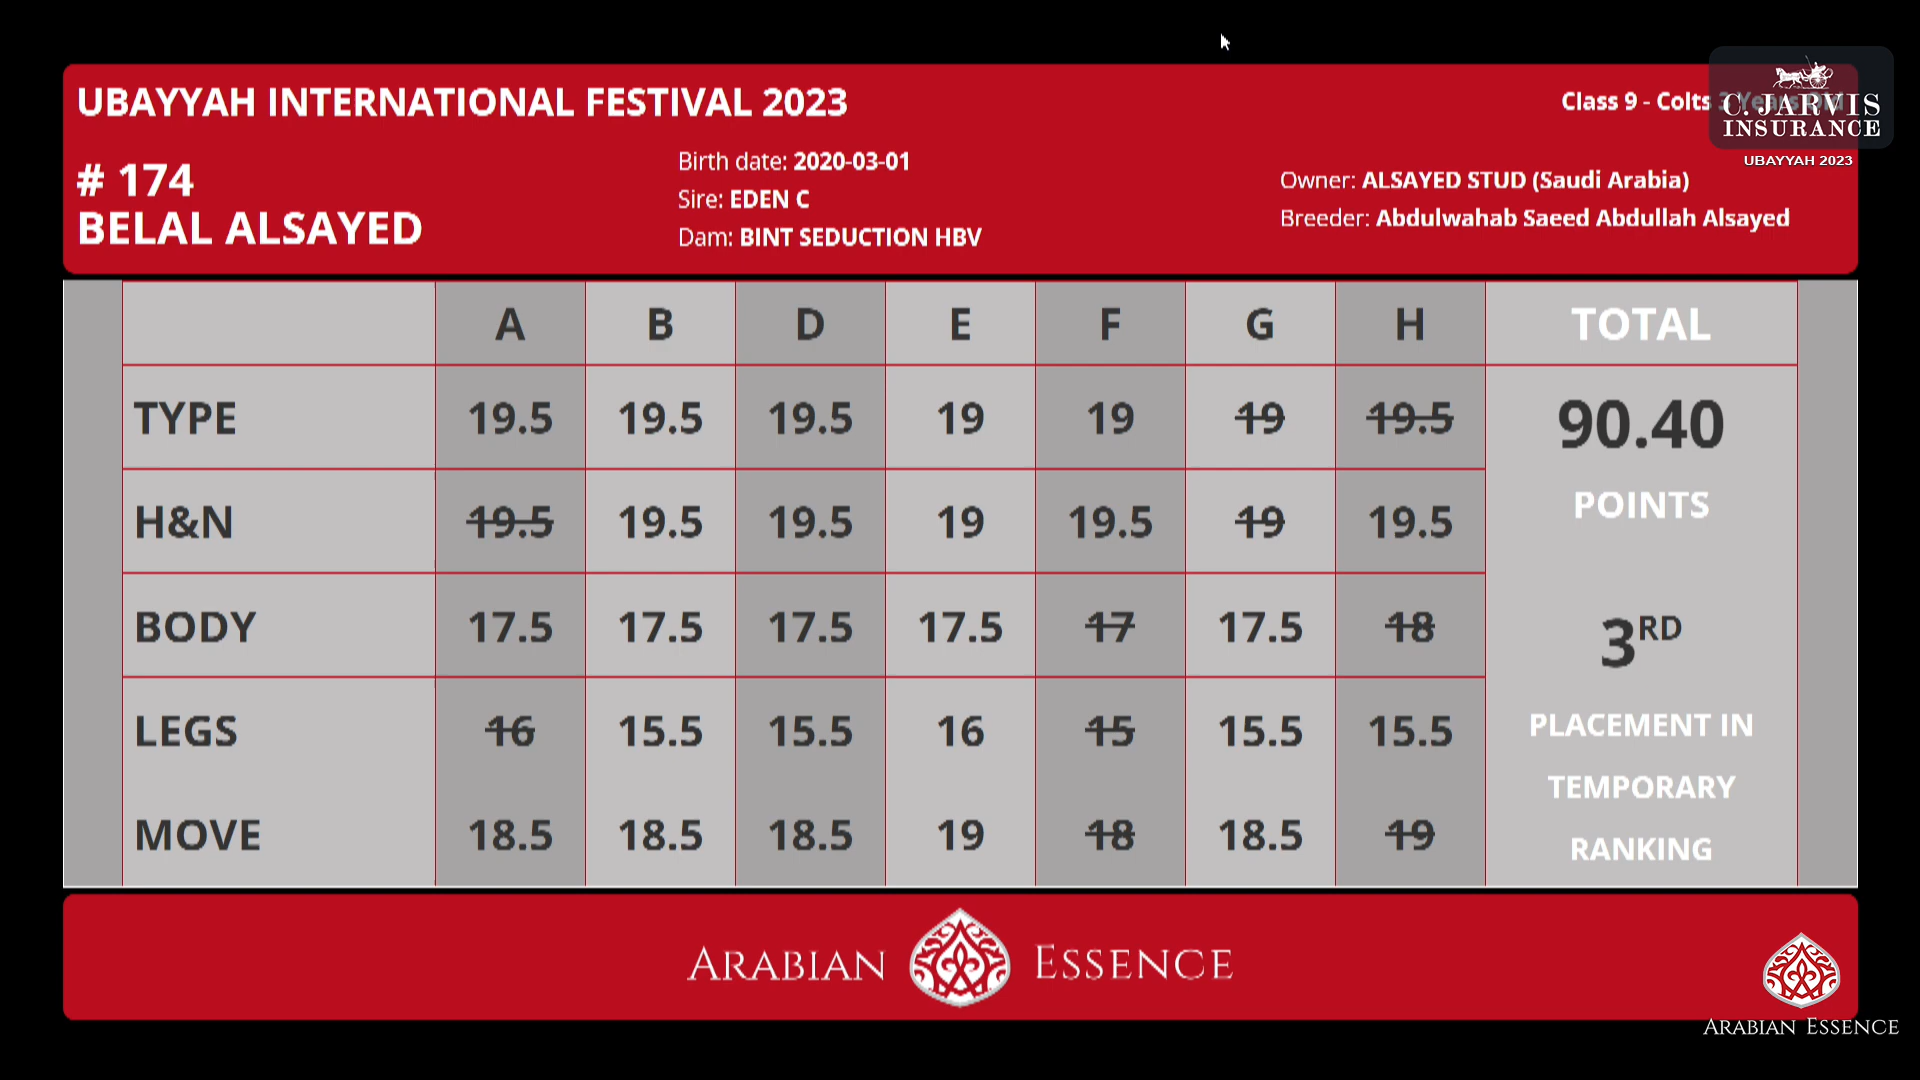 UBAYYAH INTERNATIONAL FESTIVAL 2023
Class 9 - Colts 3 Years Old
C. JARVIS
INSURANCE
UBAYYAH 2023
# 174
BELAL ALSAYED
Birth date: 2020-03-01
Sire: EDEN C
Dam: BINT SEDUCTION HBV
Owner: ALSAYED STUD (Saudi Arabia)
Breeder: Abdulwahab Saeed Abdullah Alsayed
A B D E F G H TOTAL
TYPE 19.5 19.5 19.5 19 19 19 19.5
H&N 19.5 19.5 19.5 19 19.5 19 19.5
BODY 17.5 17.5 17.5 17.5 17 17.5 18
LEGS 16 15.5 15.5 16 15 15.5 15.5
MOVE 18.5 18.5 18.5 19 18 18.5 19
90.40
POINTS
3RD
PLACEMENT IN
TEMPORARY
RANKING
ARABIAN ESSENCE
ARABIAN ESSENCE